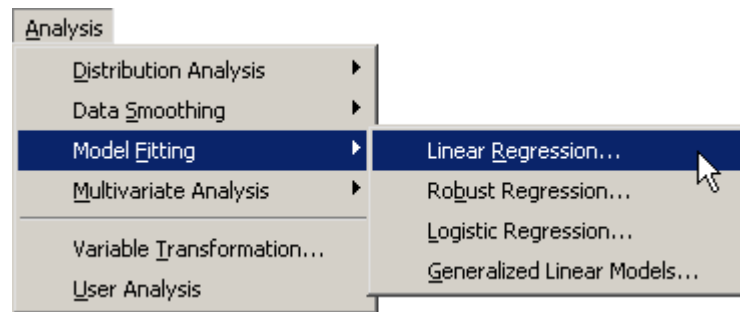 Analysis
Distribution Analysis
Data Smoothing
Model Fitting
Multivariate Analysis
Variable Transformation...
User Analysis
Linear Regression...
Robust Regression...
Logistic Regression...
Generalized Linear Models...